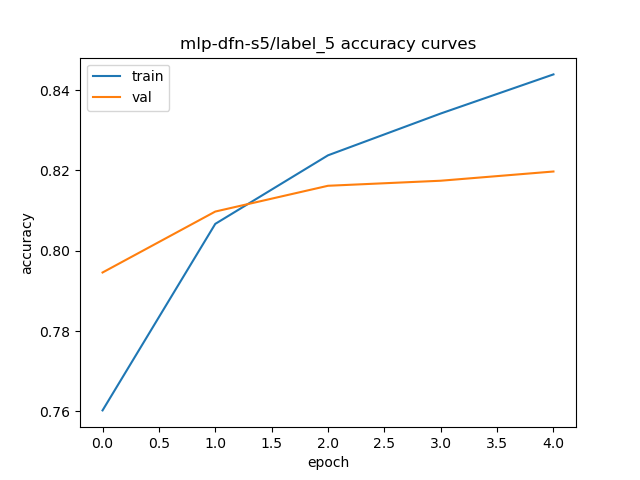 mlp-dfn-s5/label_5 accuracy curves
train
val
accuracy
0.84
0.82
0.80
0.78
0.76
0.0 0.5 1.0 1.5 2.0 2.5 3.0 3.5 4.0
epoch